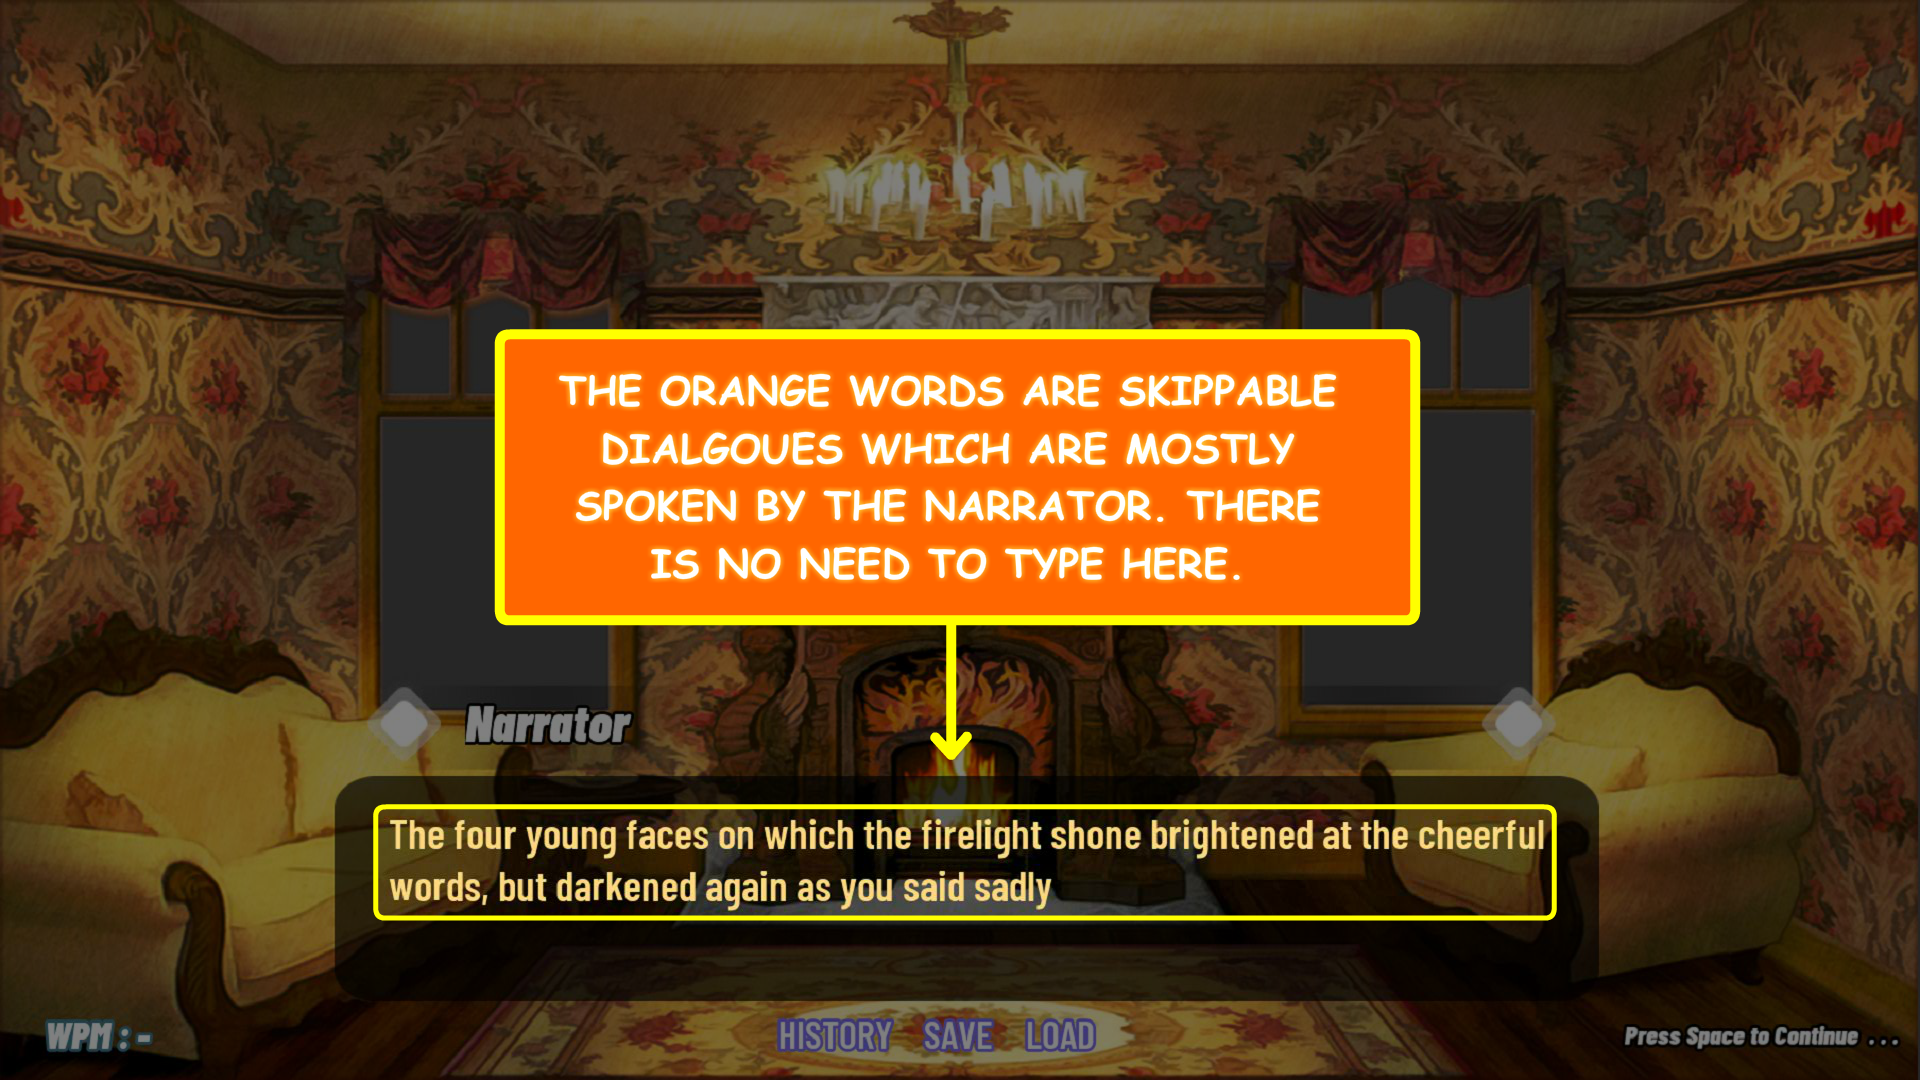 THE ORANGE WORDS ARE SKIPPABLE
DIALGOUES WHICH ARE MOSTLY
SPOKEN BY THE NARRATOR. THERE
IS NO NEED TO TYPE HERE.
Narrator
The four young faces on which the firelight shone brightened at the cheerful
words, but darkened again as you said sadly
WPM : -
HISTORY SAVE LOAD
Press Space to Continue . . .